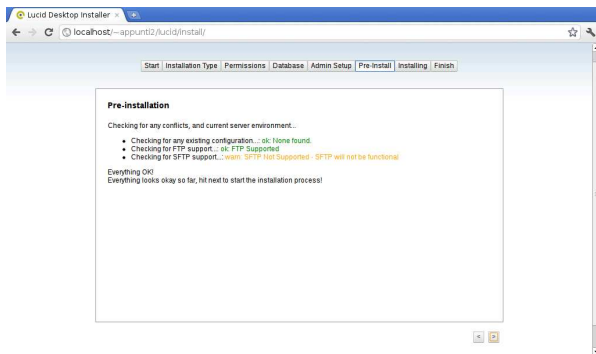 Lucid Desktop Installer
localhost/~appunti2/lucid/install/
Start Installation Type Permissions Database Admin Setup Pre-Install Installing Finish
Pre-installation
Checking for any conflicts, and current server environment...
Checking for any existing configuration...: ok: None found.
Checking for FTP support...: ok: FTP Supported
Checking for SFTP support...: warn: SFTP Not Supported - SFTP will not be functional
Everything OK!
Everything looks okay so far, hit next to start the installation process!
< >